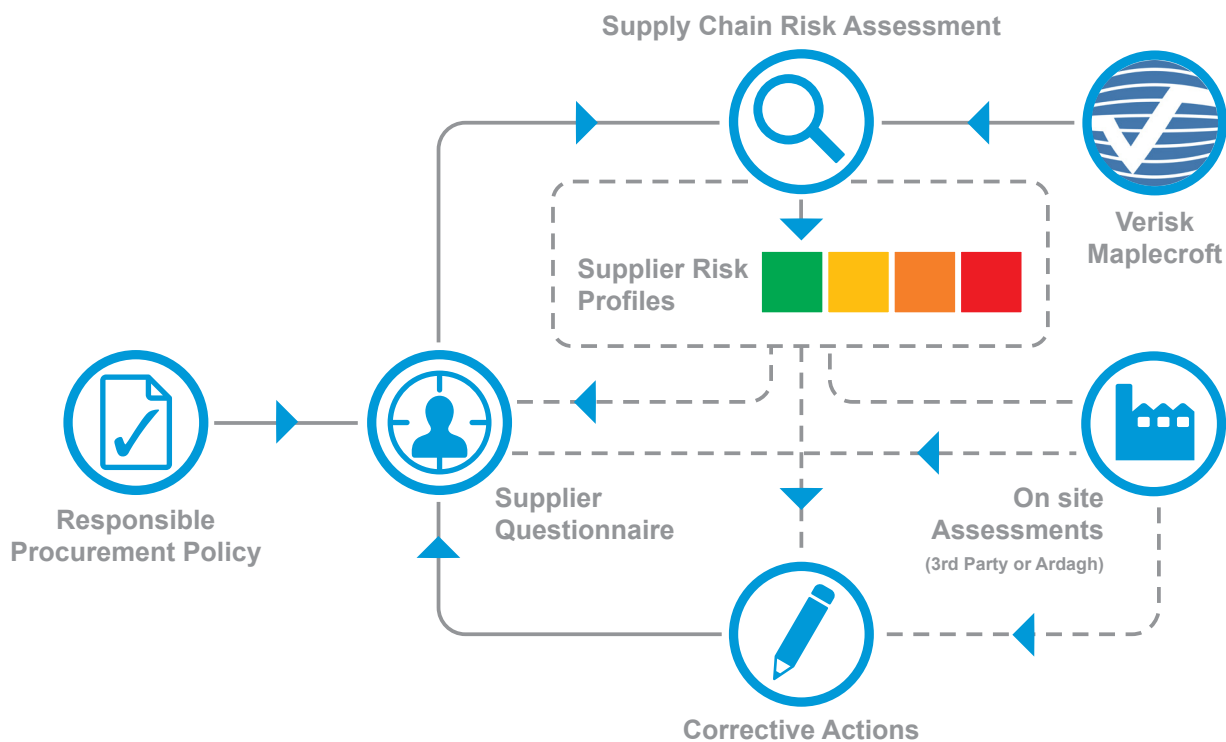 Supply Chain Risk Assessment
Verisk
Maplecroft
Supplier Risk
Profiles
Responsible
Procurement Policy
Supplier
Questionnaire
On site
Assessments
(3rd Party or Ardagh)
Corrective Actions